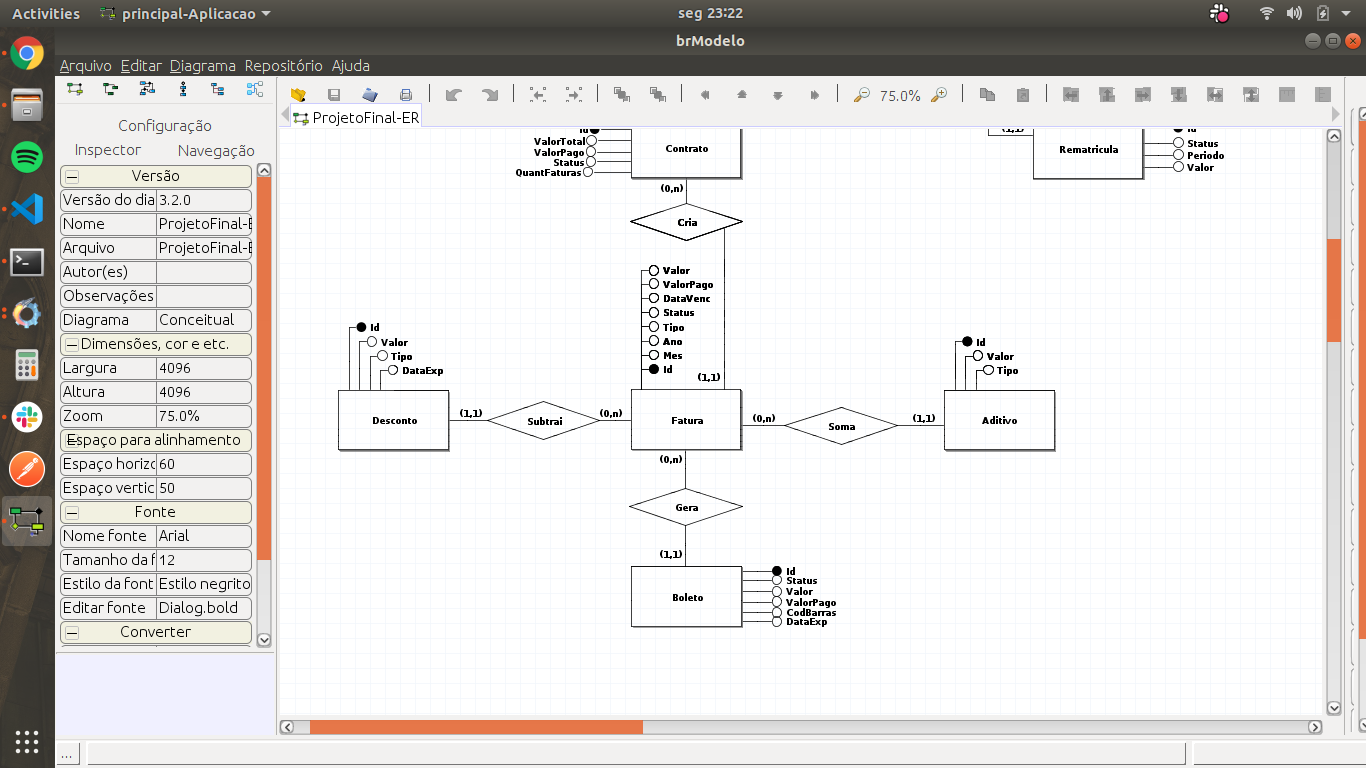 Activities
principal-Aplicacao
seg 23:22
brModelo
Arquivo Editar Diagrama Repositório Ajuda
75.0%
Configuração
Inspector Navegação
ProjetoFinal-ER
Versão
Versão do dia 3.2.0
Nome ProjetoFinal-E
Arquivo ProjetoFinal-E
Autor(es)
Observações
Diagrama Conceitual
Dimensões, cor e etc.
Largura 4096
Altura 4096
Zoom 75.0%
Espaço para alinhamento
Espaço horizo 60
Espaço vertic 50
Fonte
Nome fonte Arial
Tamanho da f 12
Estilo da font Estilo negrito
Editar fonte Dialog.bold
Converter
...
Id
ValorTotal
ValorPago
Status
QuantFaturas
Contrato
(1,1)
Rematricula
Id
Status
Periodo
Valor
(0,n)
Cria
Valor
ValorPago
DataVenc
Status
Tipo
Ano
Mes
Id
(1,1)
Id
Valor
Tipo
DataExp
Desconto
(1,1)
Subtrai
(0,n)
Fatura
(0,n)
Soma
(1,1)
Id
Valor
Tipo
Aditivo
(0,n)
Gera
(1,1)
Boleto
Id
Status
Valor
ValorPago
CodBarras
DataExp